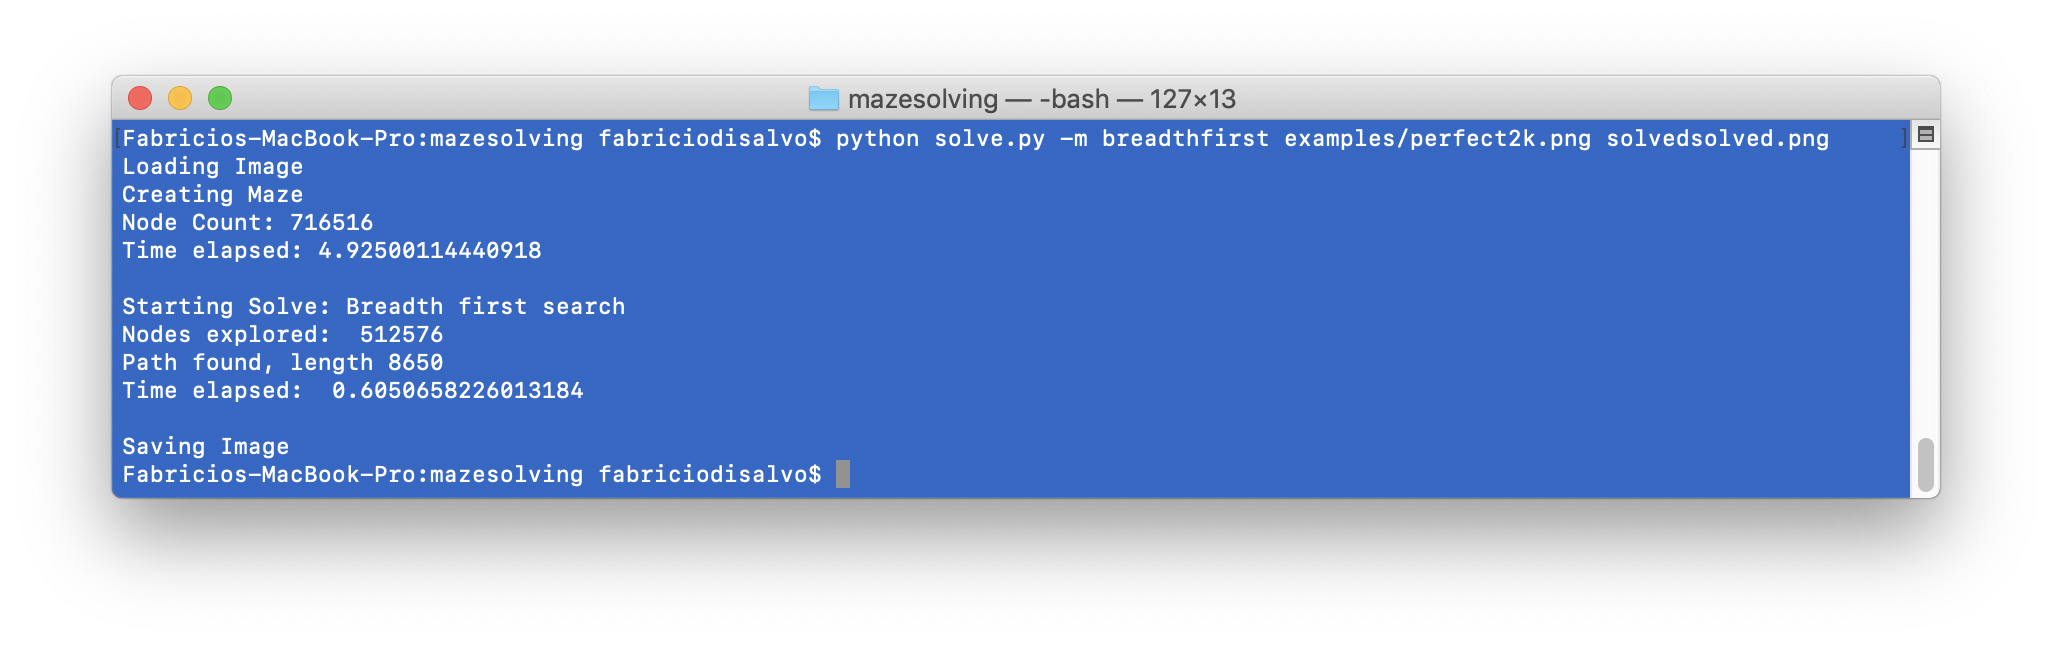 mazesolving — -bash — 127×13
[Fabricios-MacBook-Pro:mazesolving fabriciodisalvo$ python solve.py -m breadthfirst examples/perfect2k.png solvedsolved.png ]
Loading Image
Creating Maze
Node Count: 716516
Time elapsed: 4.92500114440918
Starting Solve: Breadth first search
Nodes explored:  512576
Path found, length 8650
Time elapsed:  0.6050658226013184
Saving Image
Fabricios-MacBook-Pro:mazesolving fabriciodisalvo$